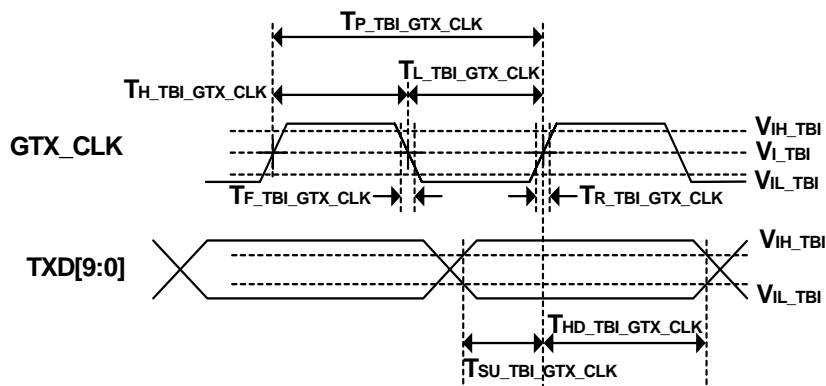 TP_TBI_GTX_CLK
TL_TBI_GTX_CLK
TH_TBI_GTX_CLK
GTX_CLK
VIH_TBI
VI_TBI
VIL_TBI
TF_TBI_GTX_CLK
TR_TBI_GTX_CLK
TXD[9:0]
VIH_TBI
VIL_TBI
THD_TBI_GTX_CLK
TSU_TBI_GTX_CLK